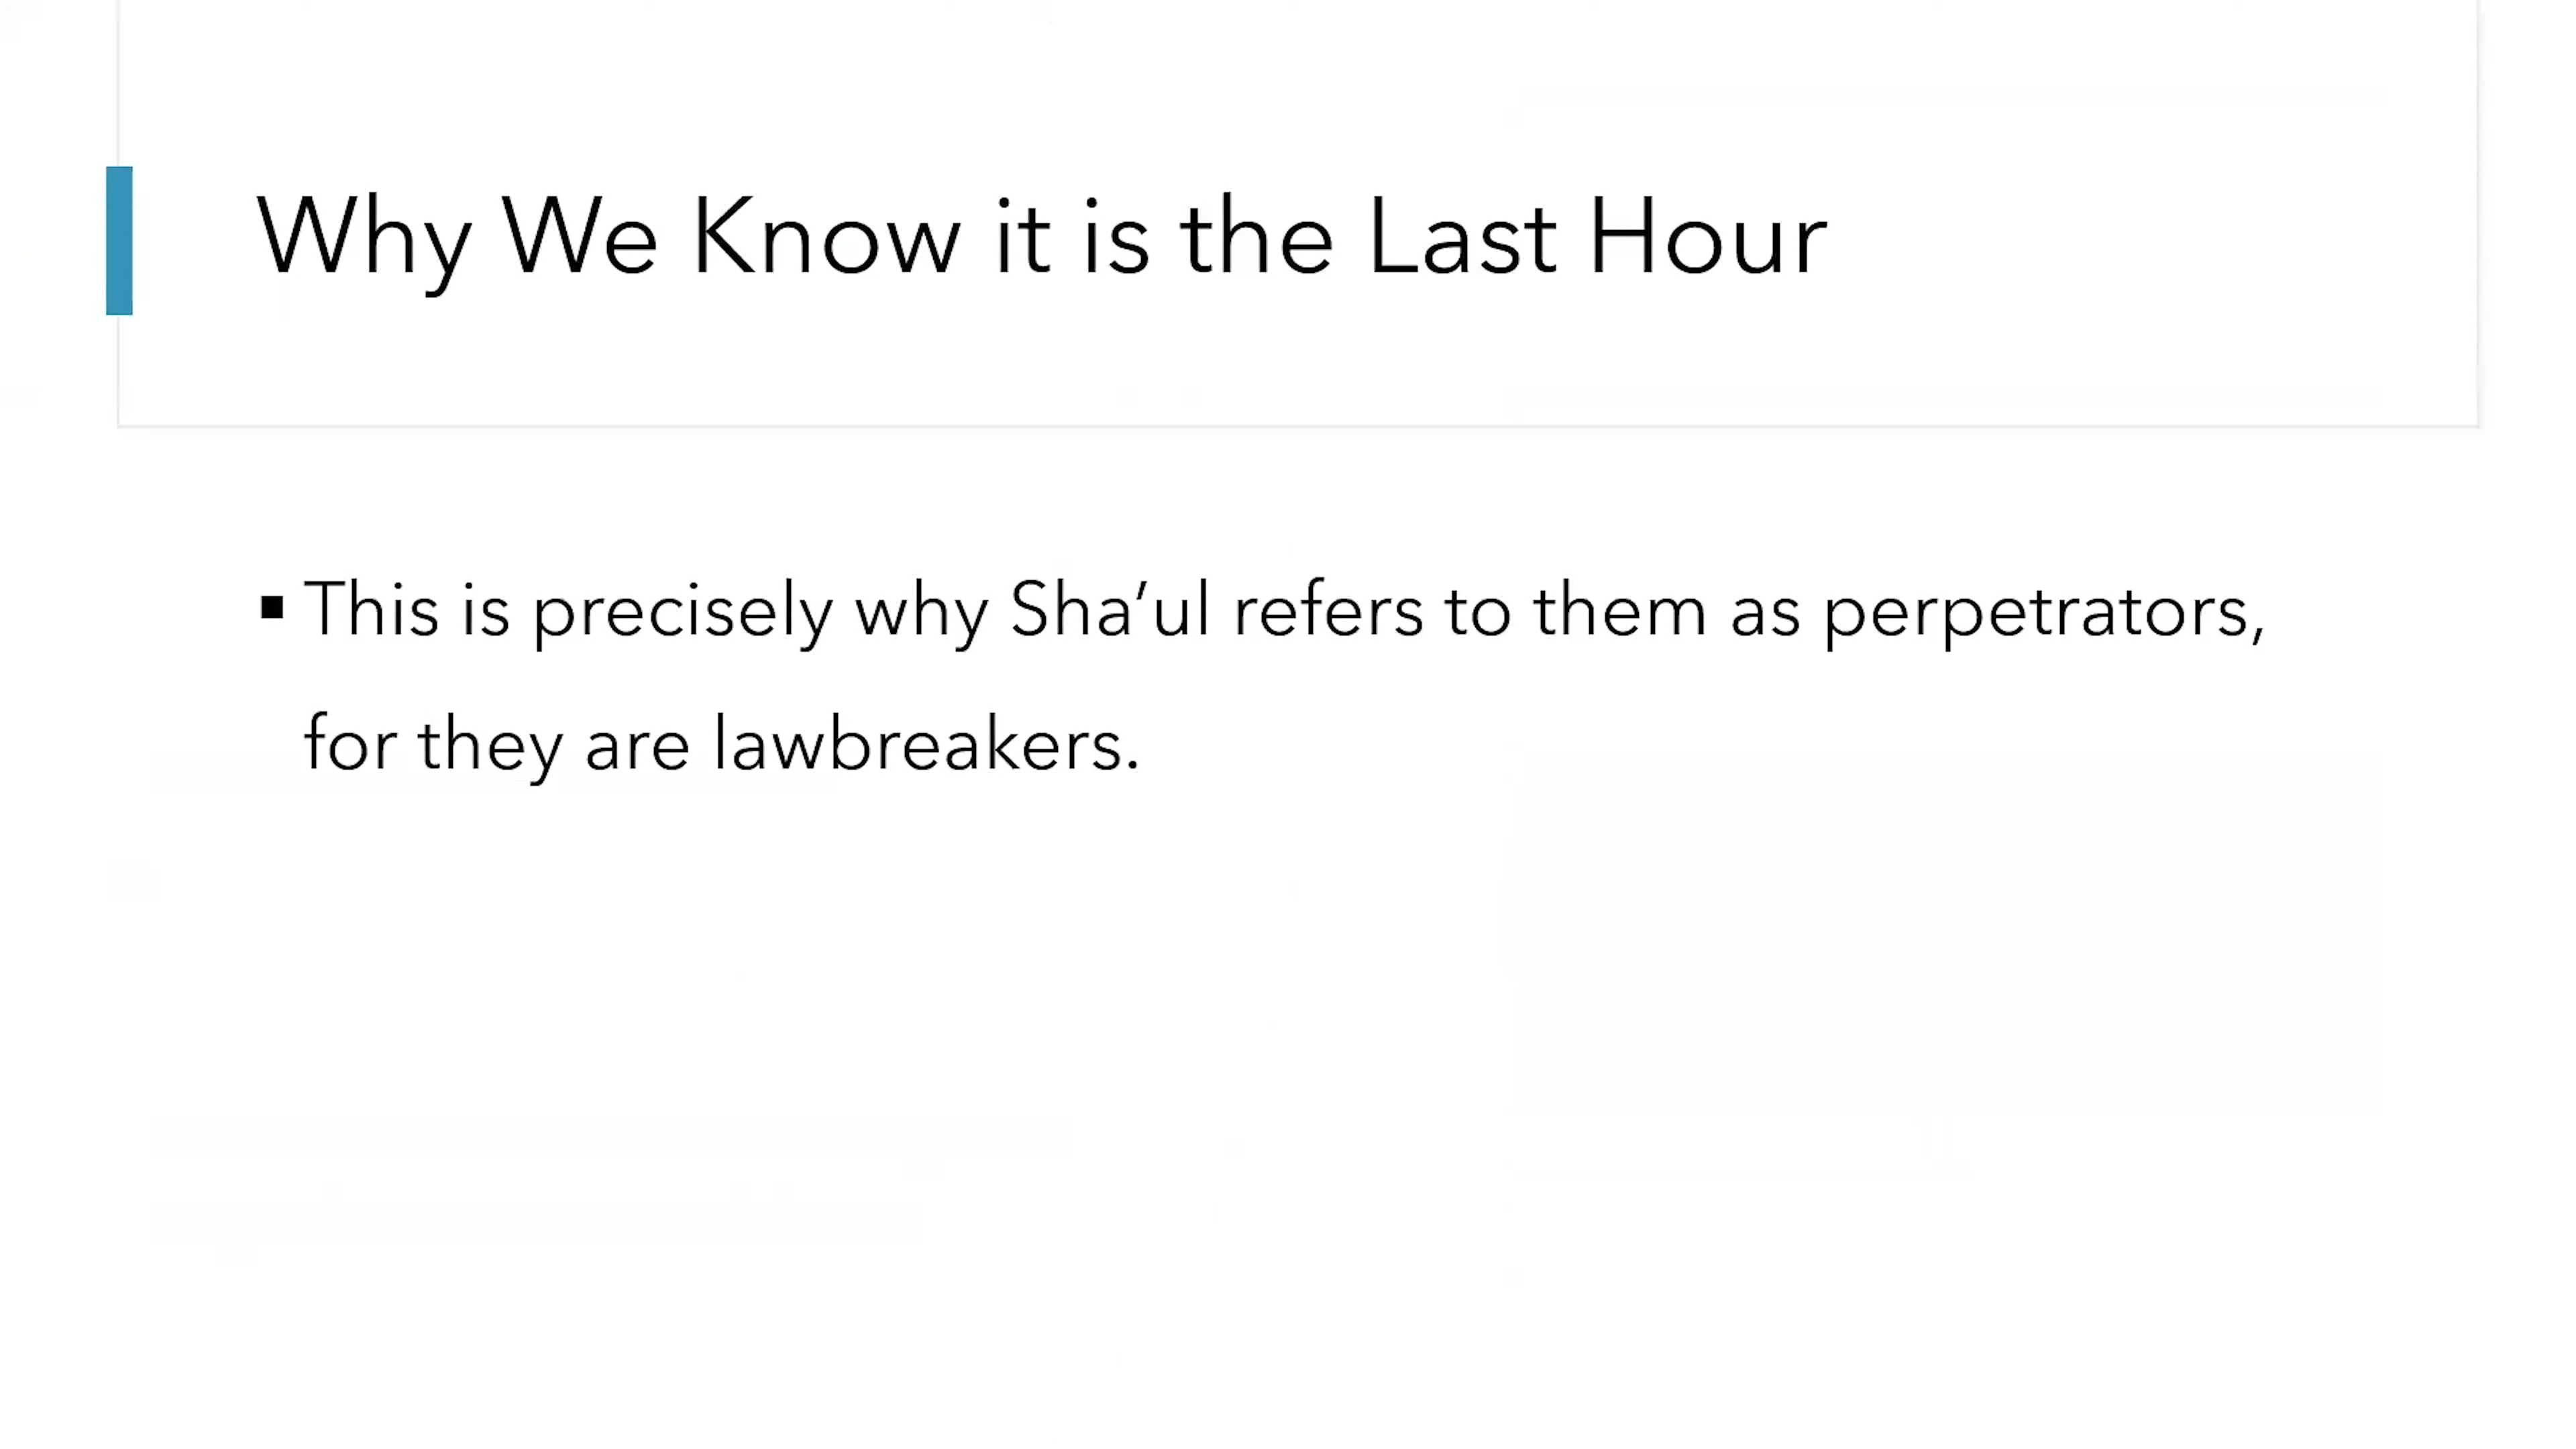 Why We Know it is the Last Hour
▪ This is precisely why Sha’ul refers to them as perpetrators,
for they are lawbreakers.